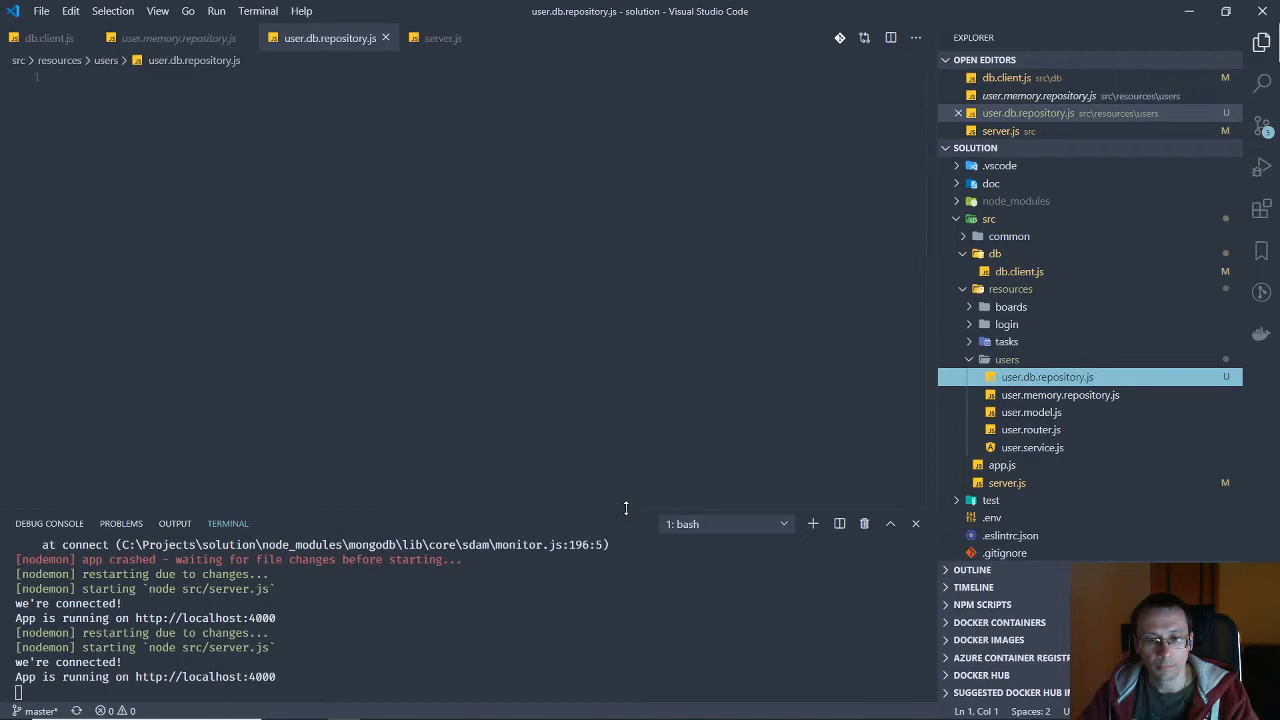 File Edit Selection View Go Run Terminal Help
user.db.repository.js - solution - Visual Studio Code
db.client.js user.memory.repository.js user.db.repository.js server.js
src > resources > users > user.db.repository.js
1
EXPLORER
OPEN EDITORS
db.client.js src\db M
user.memory.repository.js src\resources\users
user.db.repository.js src\resources\users U
server.js src M
SOLUTION
.vscode
doc
node_modules
src
common
db
db.client.js M
resources
boards
login
tasks
users
user.db.repository.js U
user.memory.repository.js
user.model.js
user.router.js
user.service.js
app.js
server.js M
test
.env
.eslintrc.json
.gitignore
OUTLINE
TIMELINE
NPM SCRIPTS
DOCKER CONTAINERS
DOCKER IMAGES
AZURE CONTAINER REGISTR
DOCKER HUB
SUGGESTED DOCKER HUB IM
DEBUG CONSOLE PROBLEMS OUTPUT TERMINAL
1: bash
at connect (C:\Projects\solution\node_modules\mongodb\lib\core\sdam\monitor.js:196:5)
[nodemon] app crashed - waiting for file changes before starting...
[nodemon] restarting due to changes...
[nodemon] starting `node src/server.js`
we're connected!
App is running on http://localhost:4000
[nodemon] restarting due to changes...
[nodemon] starting `node src/server.js`
we're connected!
App is running on http://localhost:4000
master* 0 0
Ln 1, Col 1 Spaces: 2